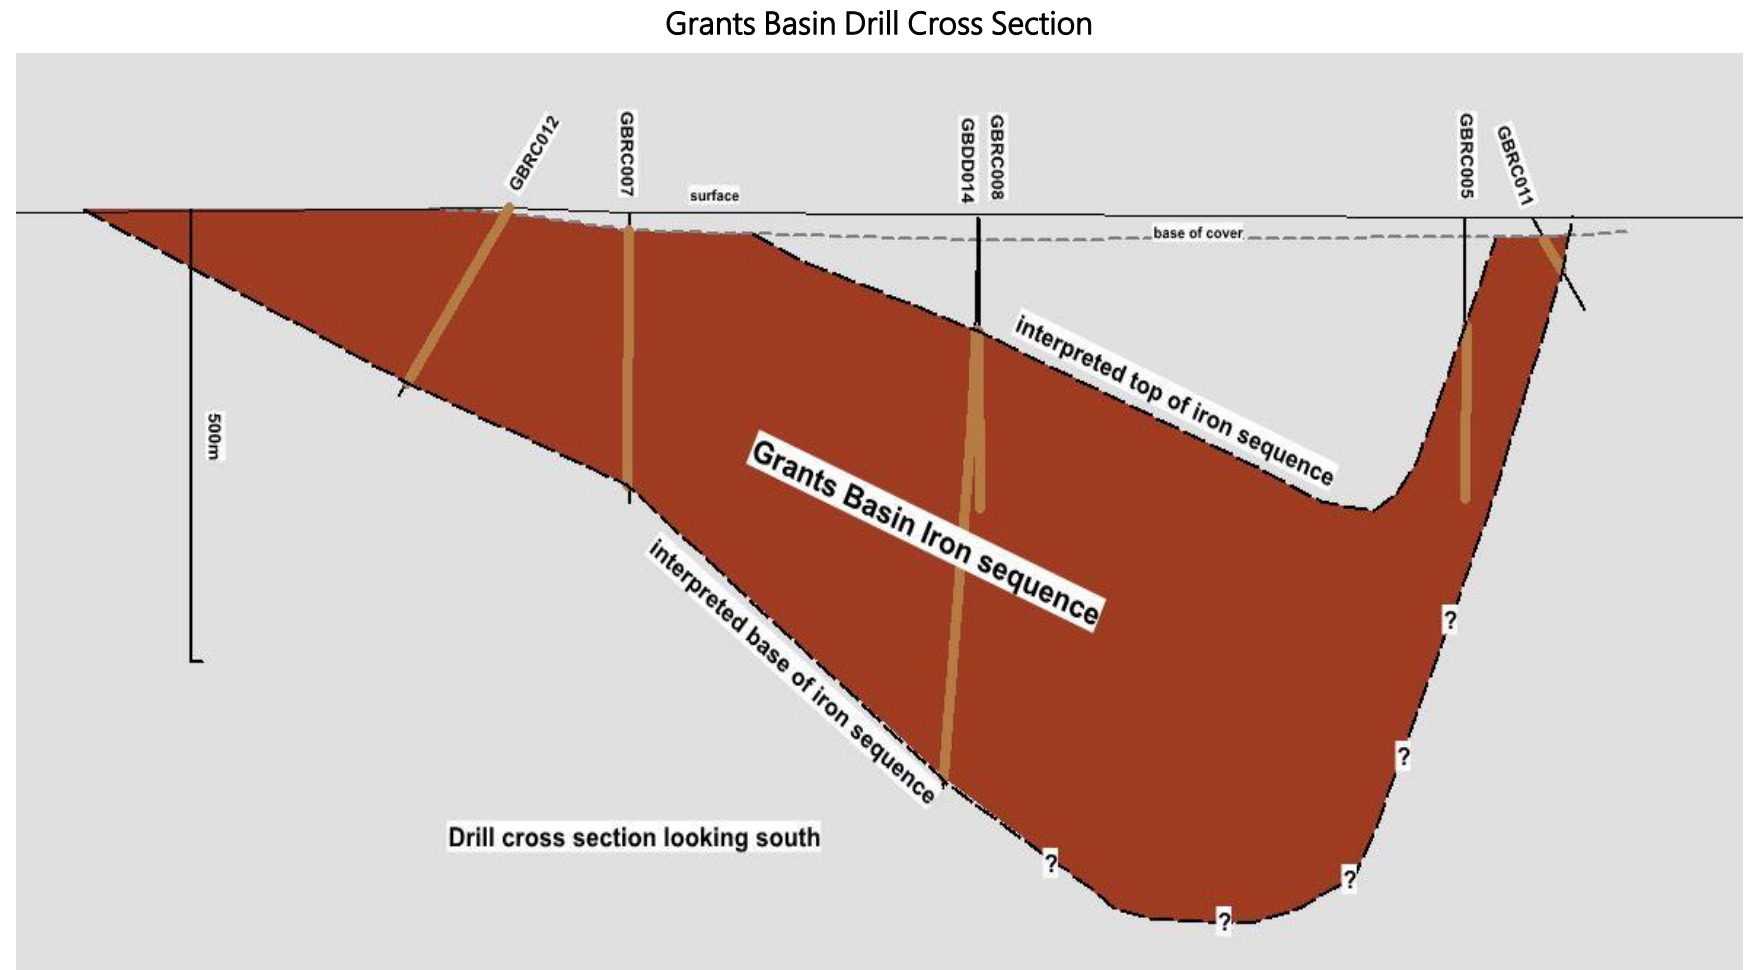 Grants Basin Drill Cross Section
GBRC012
GBRC007
GBDD014
GBRC008
GBRC005
GBRC011
surface
base of cover
interpreted top of iron sequence
500m
Grants Basin Iron sequence
interpreted base of iron sequence
?
?
Drill cross section looking south
?
?
?